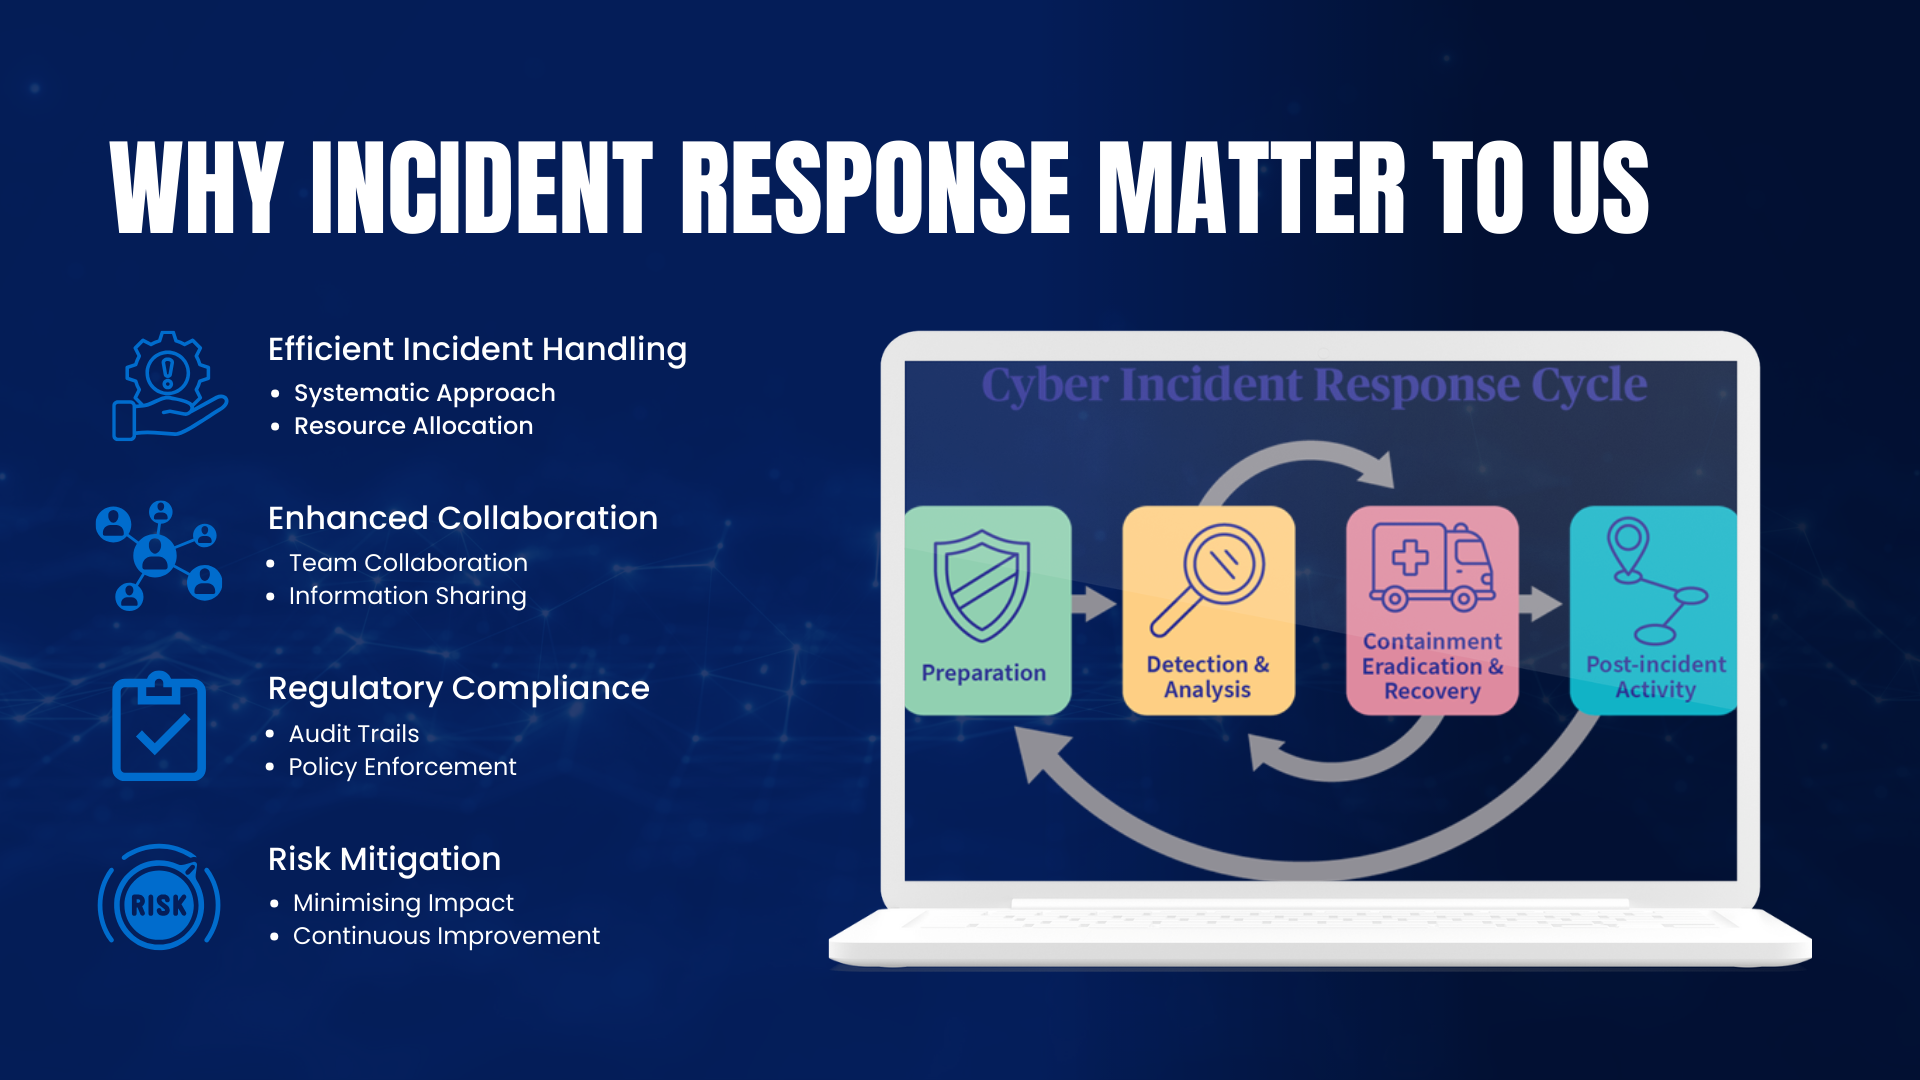 WHY INCIDENT RESPONSE MATTER TO US
Efficient Incident Handling
• Systematic Approach
• Resource Allocation
Enhanced Collaboration
• Team Collaboration
• Information Sharing
Regulatory Compliance
• Audit Trails
• Policy Enforcement
RISK
Risk Mitigation
• Minimising Impact
• Continuous Improvement
Cyber Incident Response Cycle
Preparation
Detection &
Analysis
Containment
Eradication &
Recovery
Post-incident
Activity